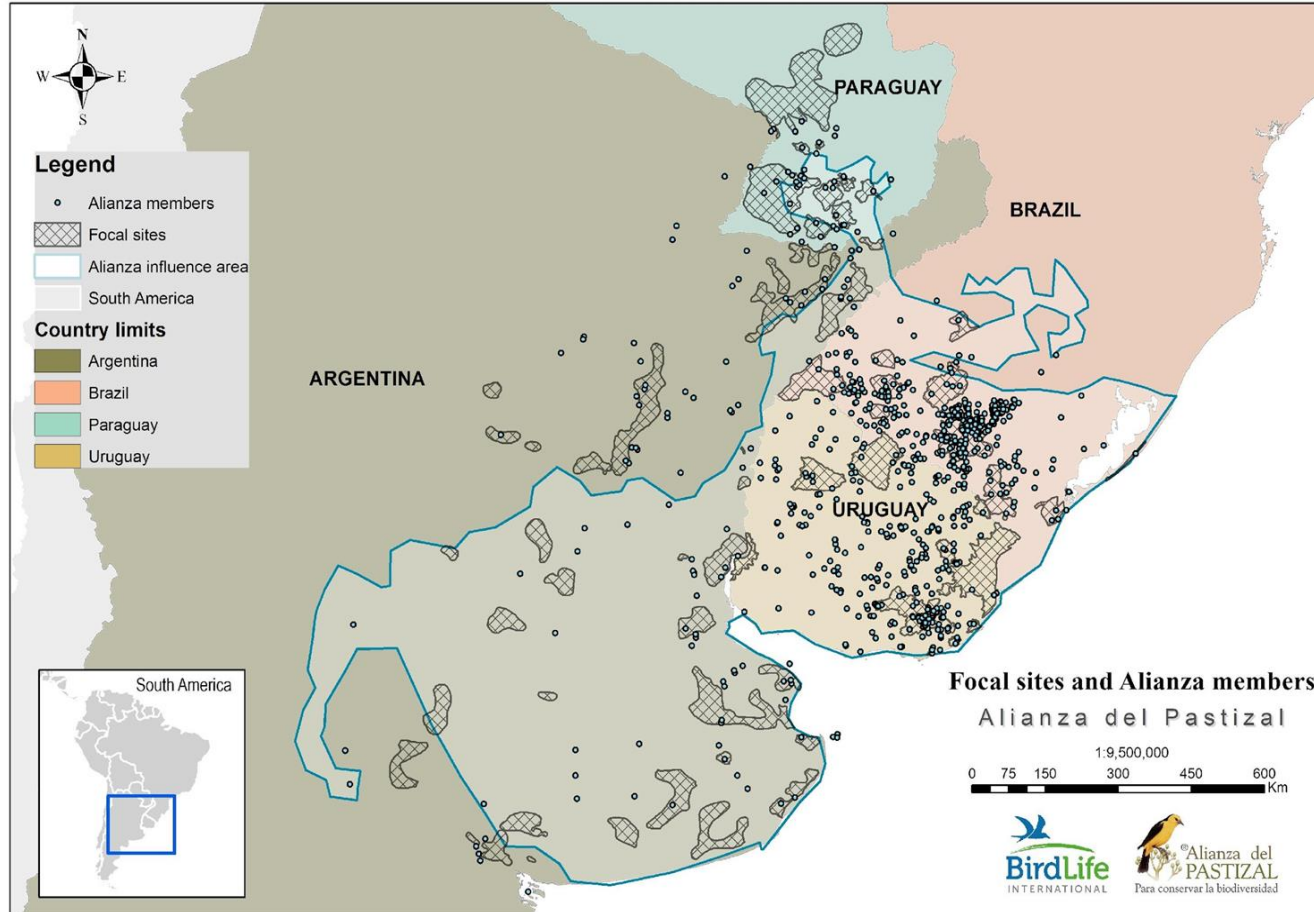 N
W
E
S
Legend
Alianza members
Focal sites
Alianza influence area
South America
Country limits
Argentina
Brazil
Paraguay
Uruguay
PARAGUAY
BRAZIL
ARGENTINA
URUGUAY
South America
Focal sites and Alianza members
Alianza del Pastizal
1:9,500,000
0 75 150 300 450 600
Km
BirdLife
INTERNATIONAL
Alianza del
PASTIZAL
Para conservar la biodiversidad